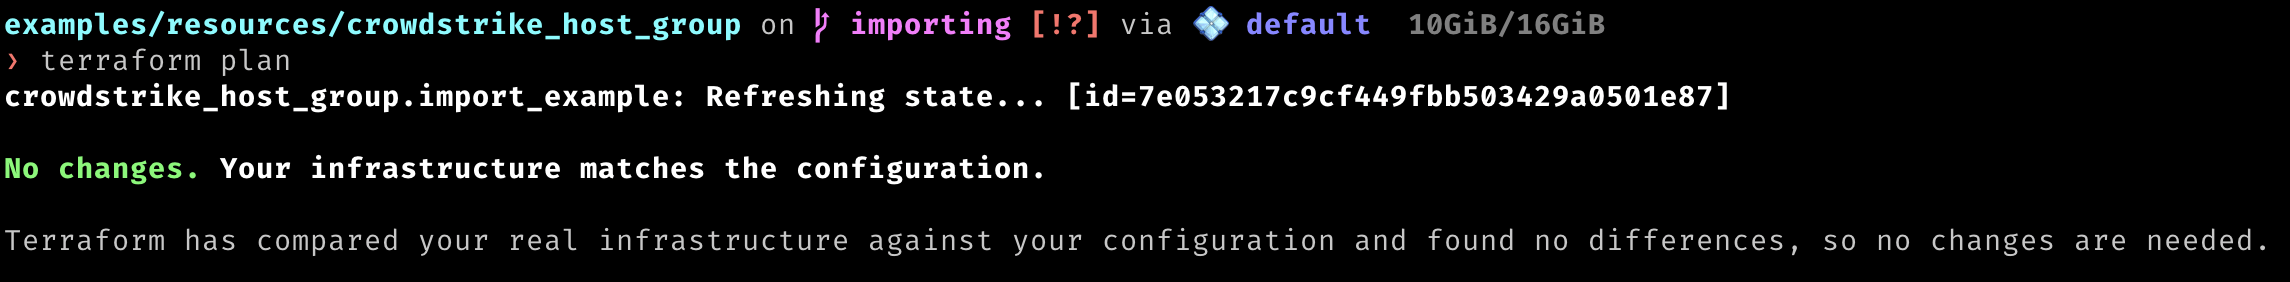 examples/resources/crowdstrike_host_group on importing [!?] via 💠 default 10GiB/16GiB
❯ terraform plan
crowdstrike_host_group.import_example: Refreshing state... [id=7e053217c9cf449fbb503429a0501e87]
No changes. Your infrastructure matches the configuration.
Terraform has compared your real infrastructure against your configuration and found no differences, so no changes are needed.